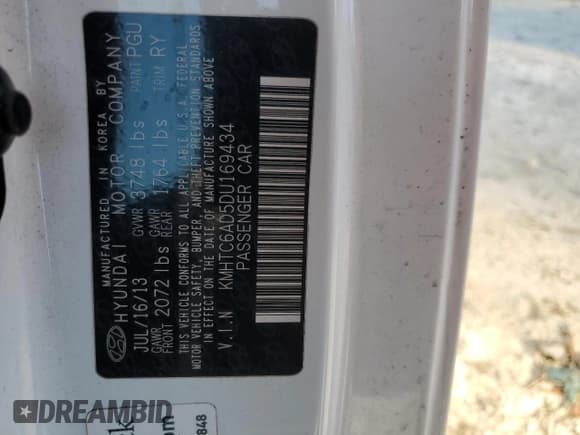 MANUFACTURED IN KOREA BY
HYUNDAI MOTOR COMPANY
JUL/16/13 GVWR 3748 lbs PAINT PGU
GAWR FRONT 2072 lbs GAWR REAR 1764 lbs TRIM RY
THIS VEHICLE CONFORMS TO ALL APPLICABLE U.S.A. FEDERAL
MOTOR VEHICLE SAFETY, BUMPER, AND THEFT-PREVENTION STANDARDS
IN EFFECT ON THE DATE OF MANUFACTURE SHOWN ABOVE
V.I.N KMHTC6AD5DU169434
PASSENGER CAR
ck
om
848
DREAMBID